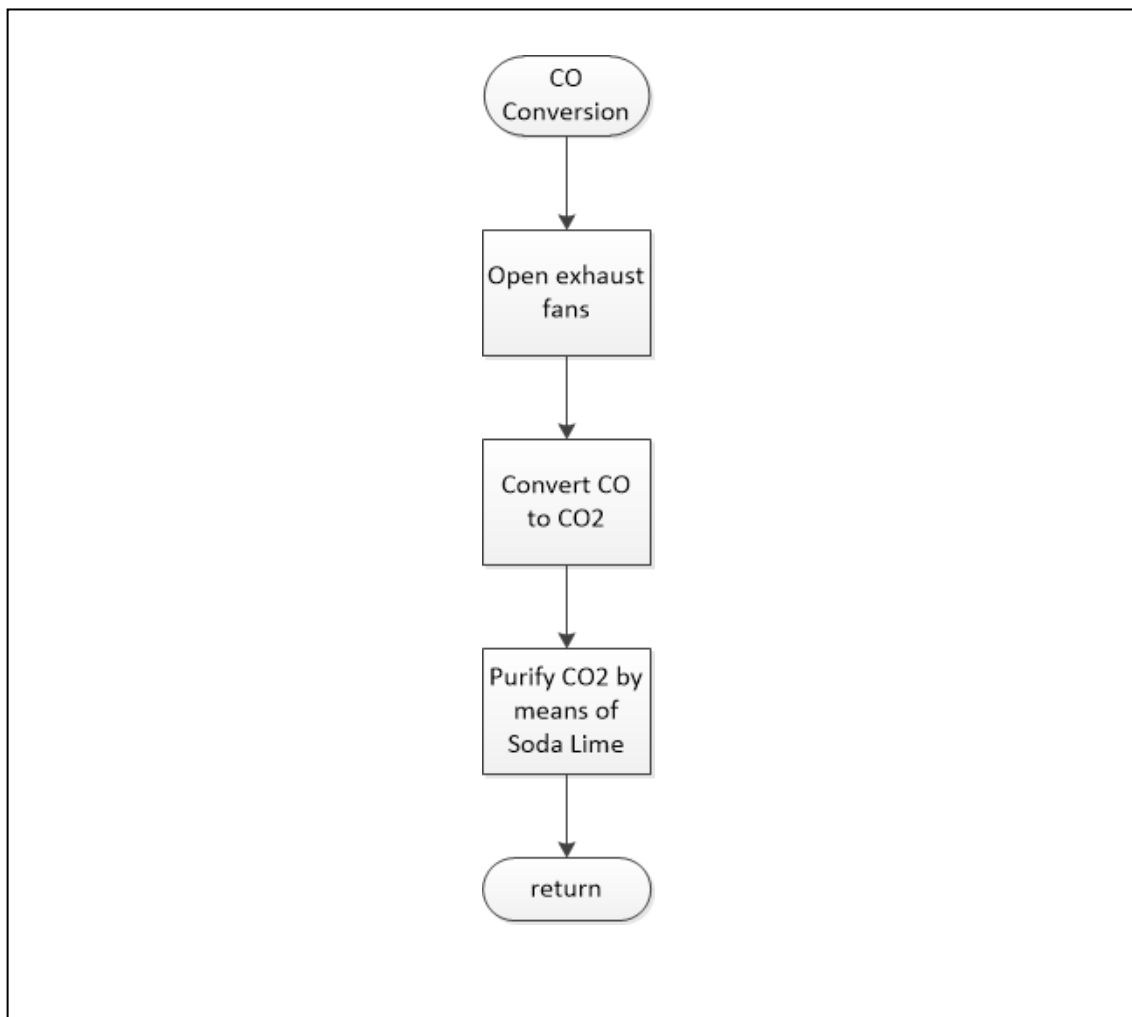 CO
Conversion
Open exhaust
fans
Convert CO
to CO2
Purify CO2 by
means of
Soda Lime
return